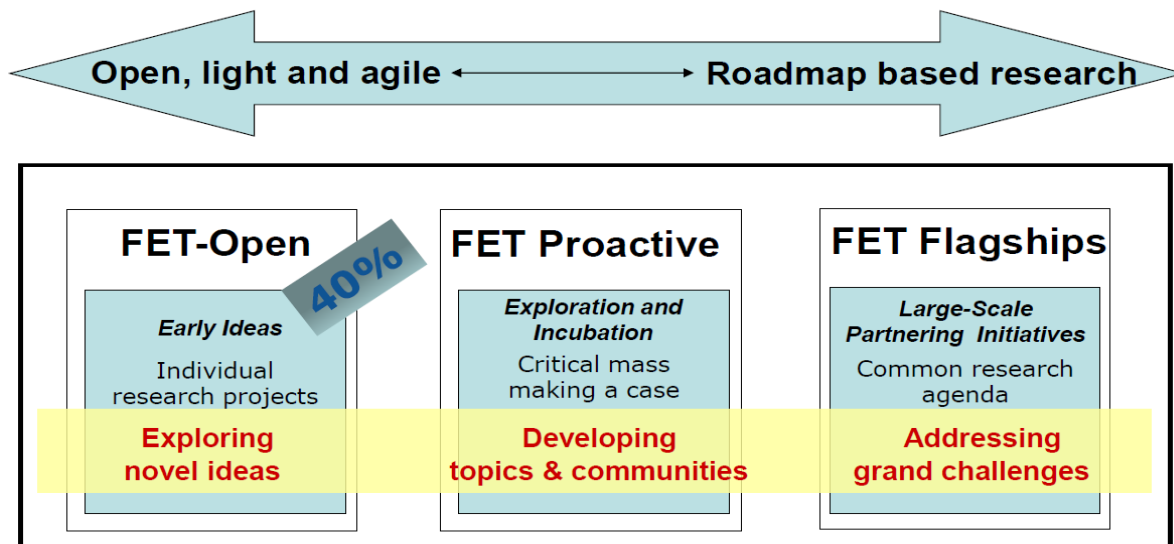 Open, light and agile
Roadmap based research
FET-Open
40%
Early Ideas
Individual
research projects
Exploring
novel ideas
FET Proactive
Exploration and
Incubation
Critical mass
making a case
Developing
topics & communities
FET Flagships
Large-Scale
Partnering Initiatives
Common research
agenda
Addressing
grand challenges